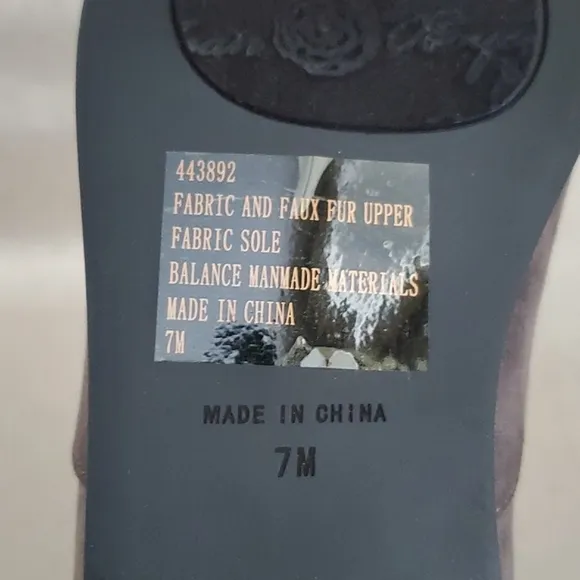 443892
FABRIC AND FAUX FUR UPPER
FABRIC SOLE
BALANCE MANMADE MATERIALS
MADE IN CHINA
7M
MADE IN CHINA
7M